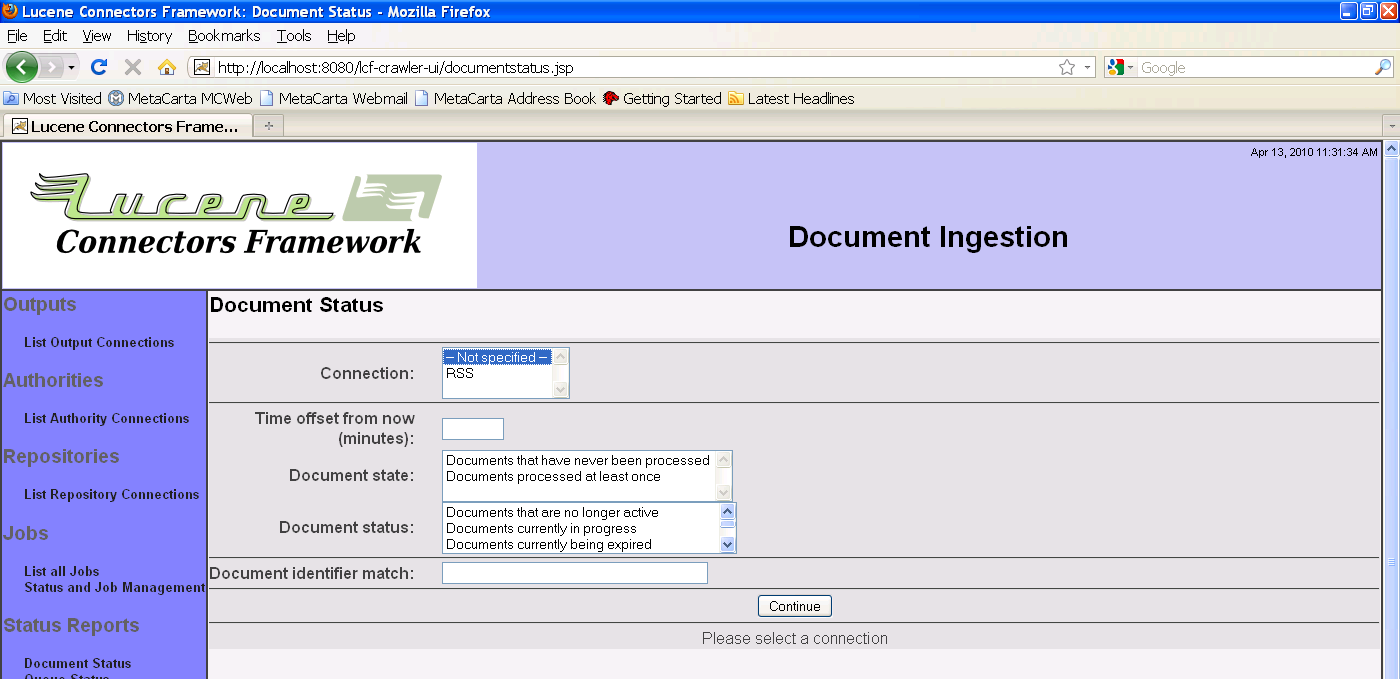 Lucene Connectors Framework: Document Status - Mozilla Firefox
File Edit View History Bookmarks Tools Help
http://localhost:8080/lcf-crawler-ui/documentstatus.jsp
Google
Most Visited MetaCarta MCWeb MetaCarta Webmail MetaCarta Address Book Getting Started Latest Headlines
Lucene Connectors Frame...
Apr 13, 2010 11:31:34 AM
Lucene
Connectors Framework
Document Ingestion
Outputs
List Output Connections
Authorities
List Authority Connections
Repositories
List Repository Connections
Jobs
List all Jobs
Status and Job Management
Status Reports
Document Status
Queue Status
Document Status
Connection:
-- Not specified --
RSS
Time offset from now
(minutes):
Document state:
Documents that have never been processed
Documents processed at least once
Document status:
Documents that are no longer active
Documents currently in progress
Documents currently being expired
Document identifier match:
Continue
Please select a connection